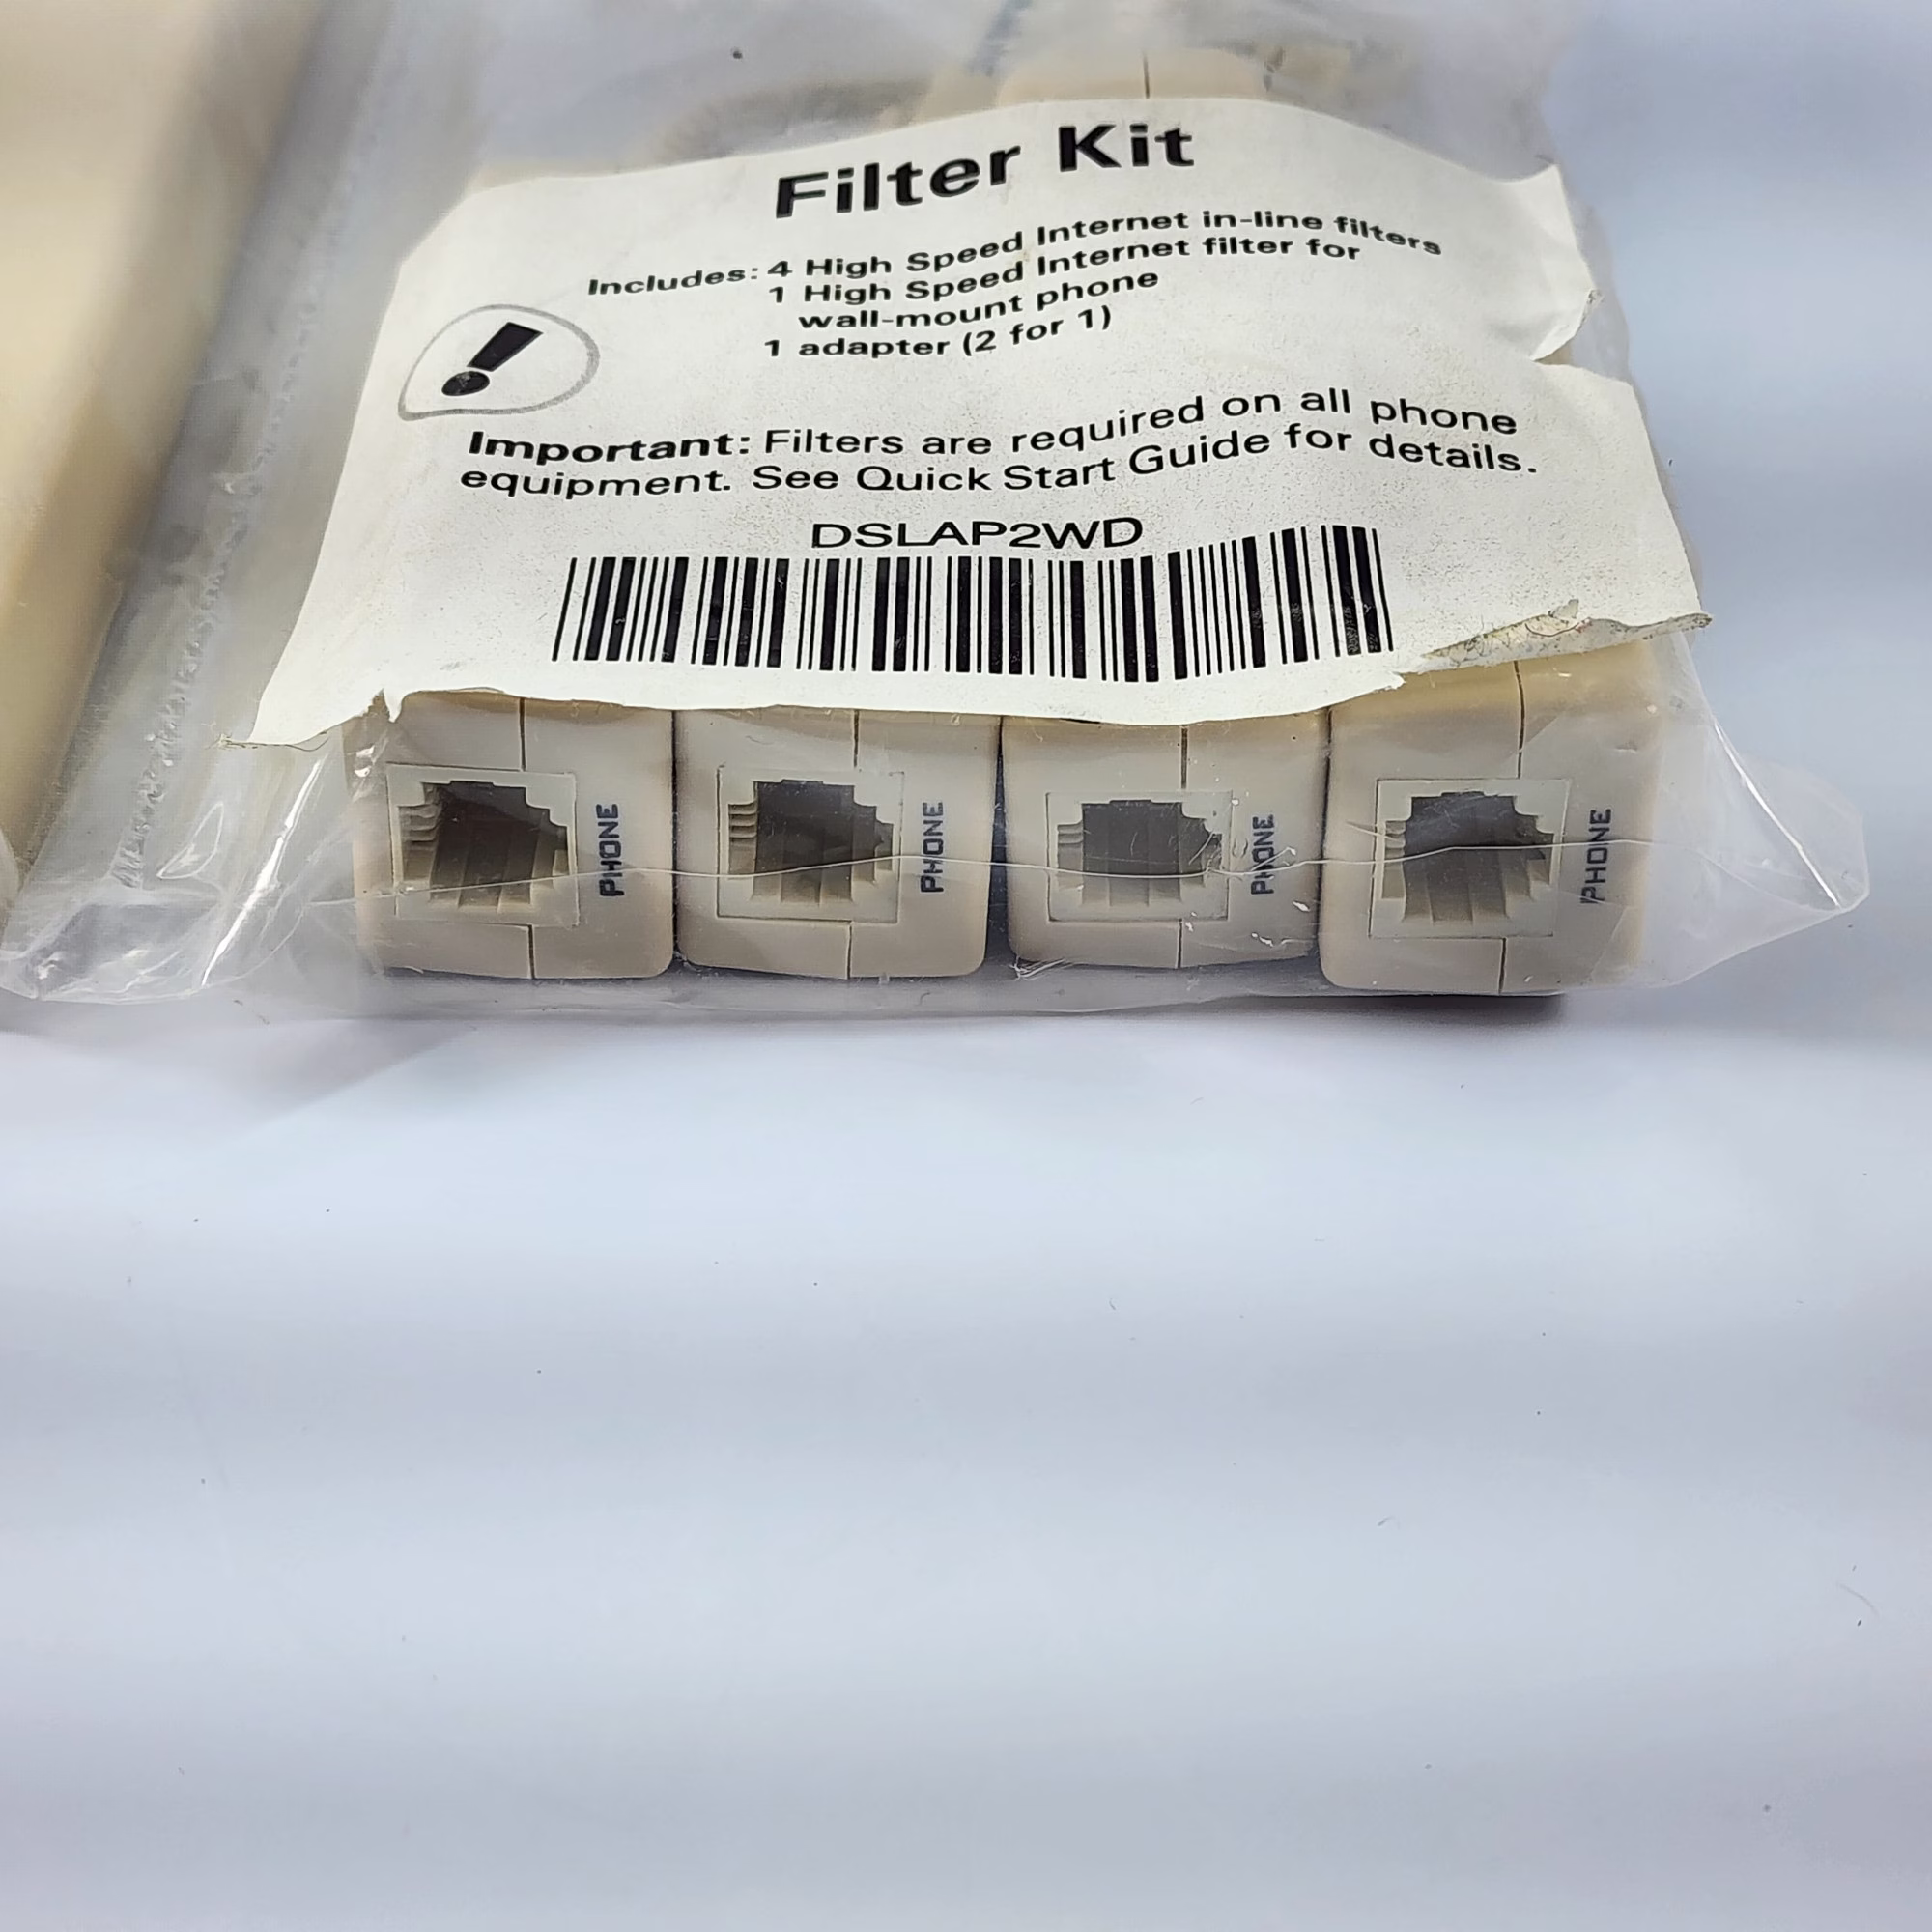 Filter Kit
Includes: 4 High Speed Internet in-line filters
1 High Speed Internet filter for
wall-mount phone
1 adapter (2 for 1)
!
Important: Filters are required on all phone
equipment. See Quick Start Guide for details.
DSLAP2WD
PHONE
PHONE
PHONE
PHONE